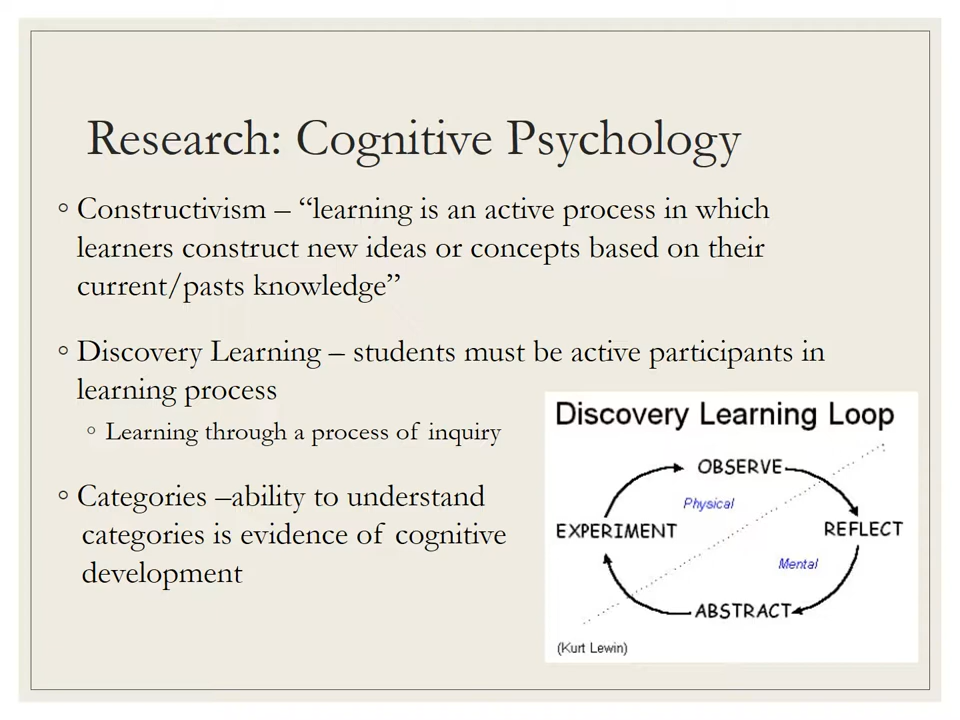 Research: Cognitive Psychology
◦ Constructivism – “learning is an active process in which
learners construct new ideas or concepts based on their
current/pasts knowledge”
◦ Discovery Learning – students must be active participants in
learning process
◦ Learning through a process of inquiry
◦ Categories –ability to understand
categories is evidence of cognitive
development
Discovery Learning Loop
OBSERVE
Physical
EXPERIMENT
REFLECT
Mental
ABSTRACT
(Kurt Lewin)